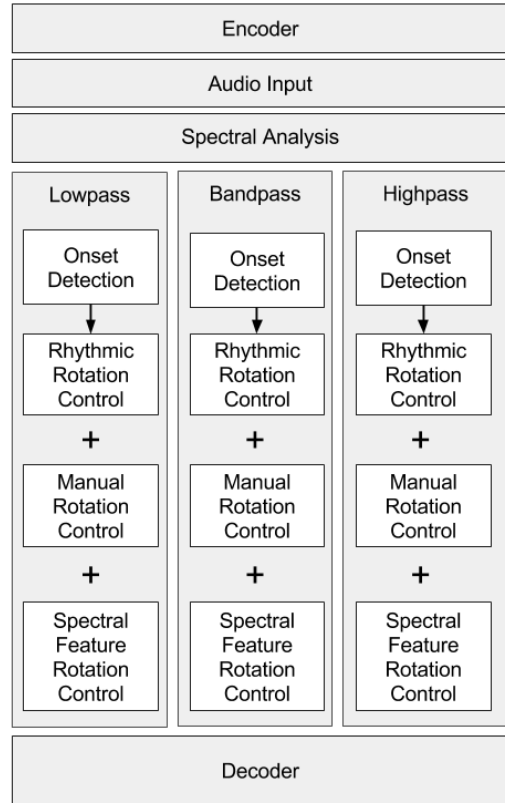 Encoder
Audio Input
Spectral Analysis
Lowpass
Onset
Detection
Rhythmic
Rotation
Control
+
Manual
Rotation
Control
+
Spectral
Feature
Rotation
Control
Bandpass
Onset
Detection
Rhythmic
Rotation
Control
+
Manual
Rotation
Control
+
Spectral
Feature
Rotation
Control
Highpass
Onset
Detection
Rhythmic
Rotation
Control
+
Manual
Rotation
Control
+
Spectral
Feature
Rotation
Control
Decoder